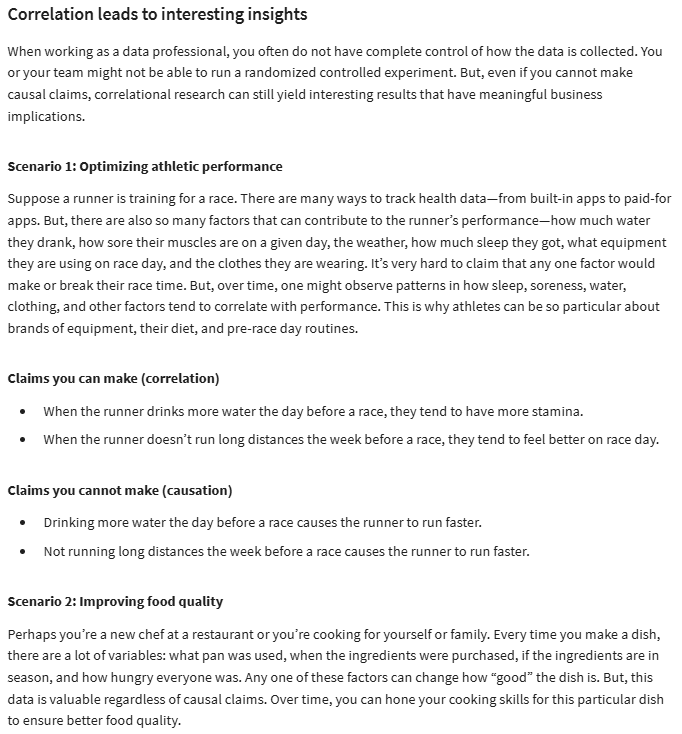 Correlation leads to interesting insights
When working as a data professional, you often do not have complete control of how the data is collected. You
or your team might not be able to run a randomized controlled experiment. But, even if you cannot make
causal claims, correlational research can still yield interesting results that have meaningful business
implications.
Scenario 1: Optimizing athletic performance
Suppose a runner is training for a race. There are many ways to track health data—from built-in apps to paid-for
apps. But, there are also so many factors that can contribute to the runner’s performance—how much water
they drank, how sore their muscles are on a given day, the weather, how much sleep they got, what equipment
they are using on race day, and the clothes they are wearing. It’s very hard to claim that any one factor would
make or break their race time. But, over time, one might observe patterns in how sleep, soreness, water,
clothing, and other factors tend to correlate with performance. This is why athletes can be so particular about
brands of equipment, their diet, and pre-race day routines.
Claims you can make (correlation)
• When the runner drinks more water the day before a race, they tend to have more stamina.
• When the runner doesn’t run long distances the week before a race, they tend to feel better on race day.
Claims you cannot make (causation)
• Drinking more water the day before a race causes the runner to run faster.
• Not running long distances the week before a race causes the runner to run faster.
Scenario 2: Improving food quality
Perhaps you’re a new chef at a restaurant or you’re cooking for yourself or family. Every time you make a dish,
there are a lot of variables: what pan was used, when the ingredients were purchased, if the ingredients are in
season, and how hungry everyone was. Any one of these factors can change how “good” the dish is. But, this
data is valuable regardless of causal claims. Over time, you can hone your cooking skills for this particular dish
to ensure better food quality.